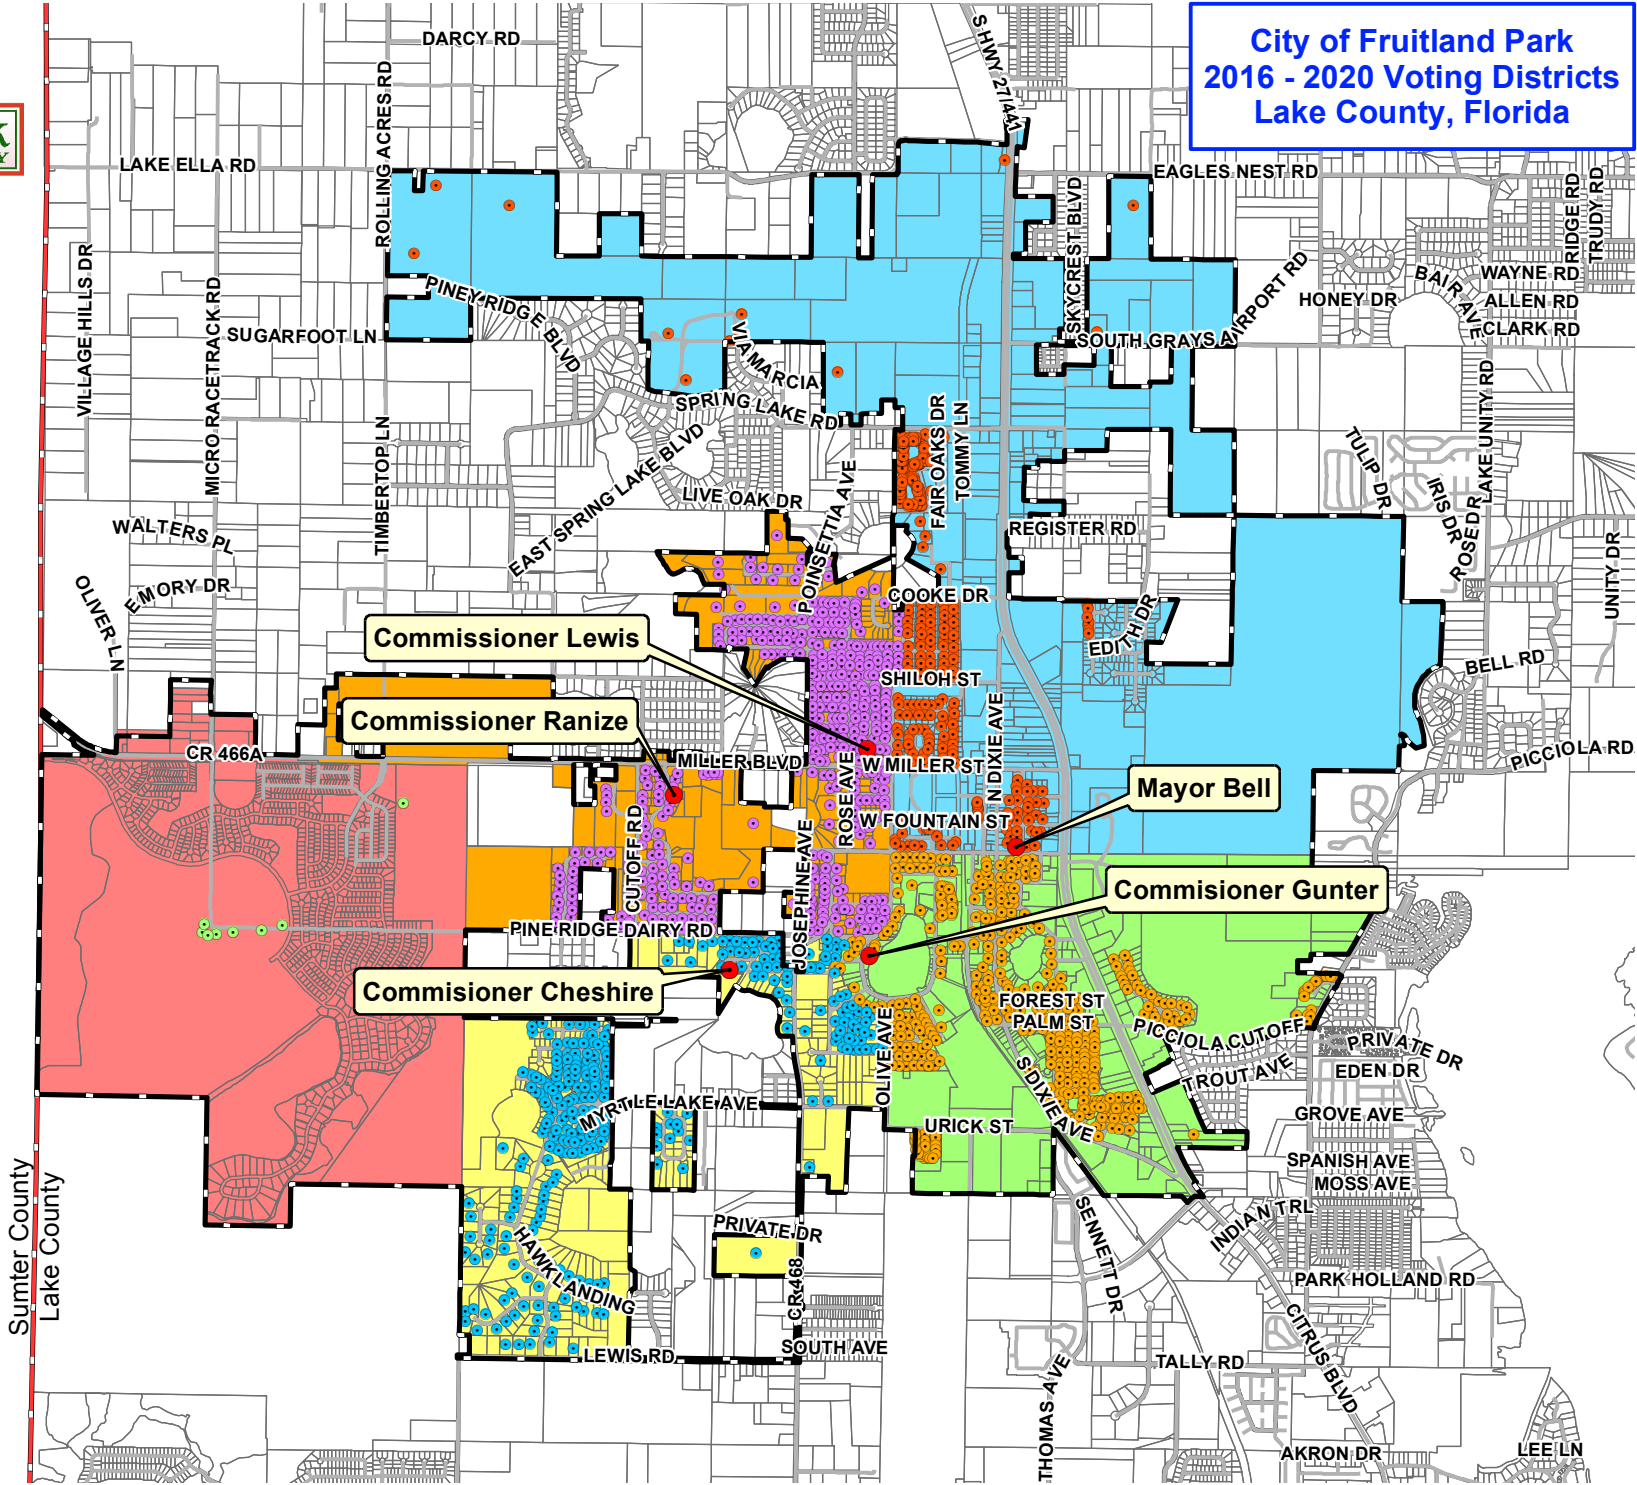 City of Fruitland Park
2016 - 2020 Voting Districts
Lake County, Florida
DARCY RD
S HWY 27/441
K
Y
LAKE ELLA RD
ROLLING ACRES RD
EAGLES NEST RD
RIDGE RD
TRUDY RD
SKYCREST BLVD
VILLAGE HILLS DR
MICRO RACETRACK RD
PINEY RIDGE BLVD
SUGARFOOT LN
VIA MARCIA
SOUTH GRAYS AIRPORT RD
HONEY DR
BAIR AVE
WAYNE RD
ALLEN RD
CLARK RD
SPRING LAKE RD
EAST SPRING LAKE BLVD
LIVE OAK DR
POINSETTIA AVE
FAIR OAKS DR
TOMMY LN
LAKE UNITY RD
TULIP DR
IRIS DR
ROSE DR
TIMBERTOP LN
WALTERS PL
EMORY DR
OLIVER LN
REGISTER RD
UNITY DR
COOKE DR
EDITH DR
BELL RD
Commissioner Lewis
SHILOH ST
Commissioner Ranize
N DIXIE AVE
CR 466A
MILLER BLVD
W MILLER ST
PICCIOLA RD
Mayor Bell
ROSE AVE
W FOUNTAIN ST
CUTOFF RD
JOSEPHINE AVE
Commisioner Gunter
PINE RIDGE DAIRY RD
Commisioner Cheshire
FOREST ST
PALM ST
PICCIOLA CUTOFF
PRIVATE DR
EDEN DR
TROUT AVE
OLIVE AVE
S DIXIE AVE
MYRTLE LAKE AVE
GROVE AVE
URICK ST
SPANISH AVE
MOSS AVE
Sumter County
Lake County
PRIVATE DR
HAWK LANDING
SENNETT DR
INDIAN TRL
CR 468
PARK HOLLAND RD
CITRUS BLVD
SOUTH AVE
LEWIS RD
TALLY RD
THOMAS AVE
AKRON DR
LEE LN